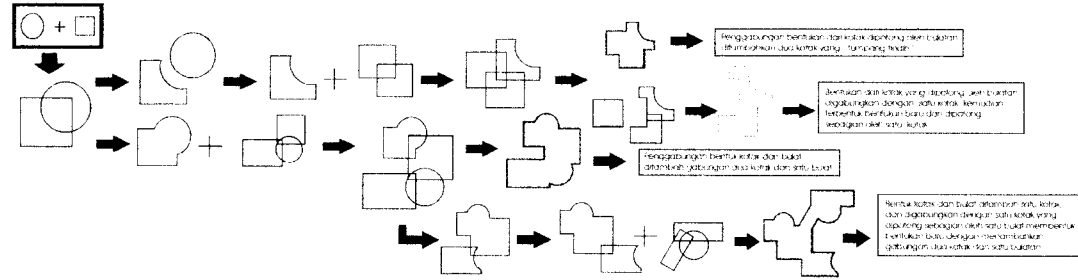 Penggabungan bentukan dari kotak dipotong oleh bulatan
ditambahkan dua kotak yang "tumpang tindih"
Bentukan dari kotak yang dipotong oleh bulatan
digabungkan dengan satu kotak kemudian
terbentuk bentukan baru dan dipotong
sebagian oleh satu kotak
Penggabungan bentuk kotak dan bulat
ditambah gabungan dua kotak dan satu bulat
Bentuk kotak dan bulat ditambah satu kotak,
dan digabungkan dengan satu kotak yang
dipotong sebagian oleh satu bulat membentuk
bentukan baru dengan menambahkan
gabungan dua kotak dan satu bulatan